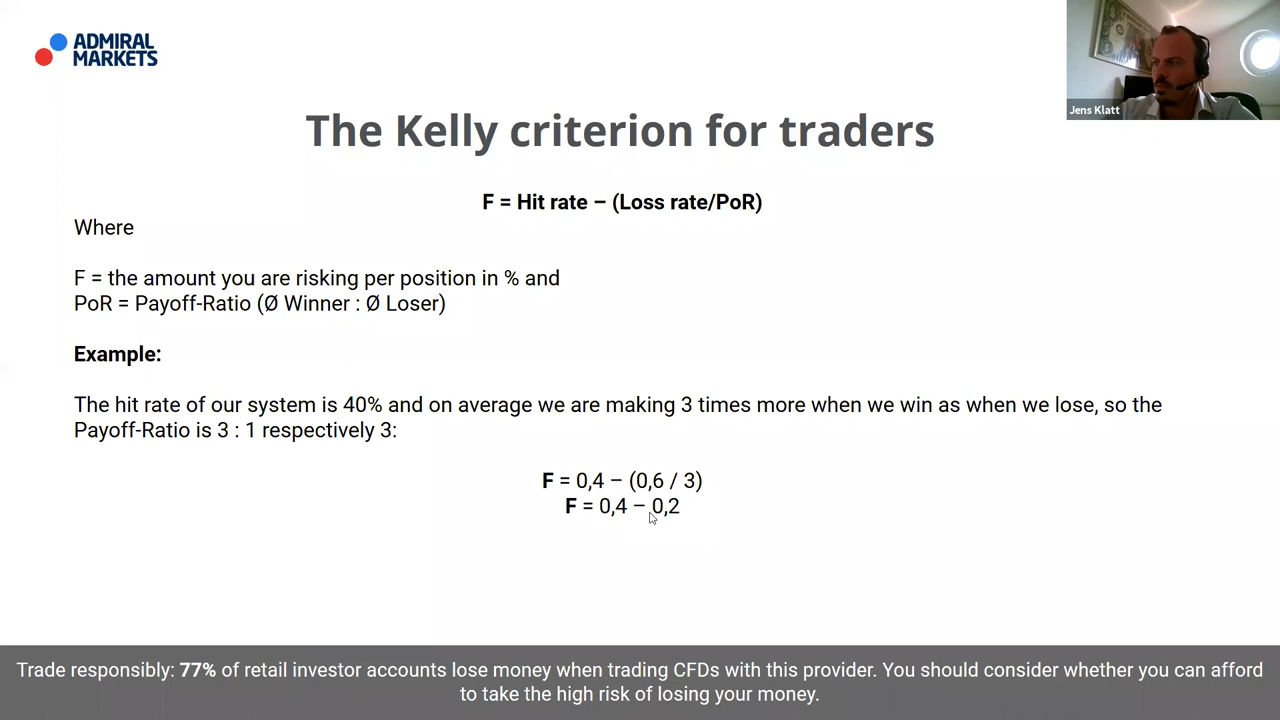 ADMIRAL
MARKETS
Jens Klatt
The Kelly criterion for traders
F = Hit rate – (Loss rate/PoR)
Where
F = the amount you are risking per position in % and
PoR = Payoff-Ratio (Ø Winner : Ø Loser)
Example:
The hit rate of our system is 40% and on average we are making 3 times more when we win as when we lose, so the
Payoff-Ratio is 3 : 1 respectively 3:
F = 0,4 – (0,6 / 3)
F = 0,4 – 0,2
Trade responsibly: 77% of retail investor accounts lose money when trading CFDs with this provider. You should consider whether you can afford
to take the high risk of losing your money.